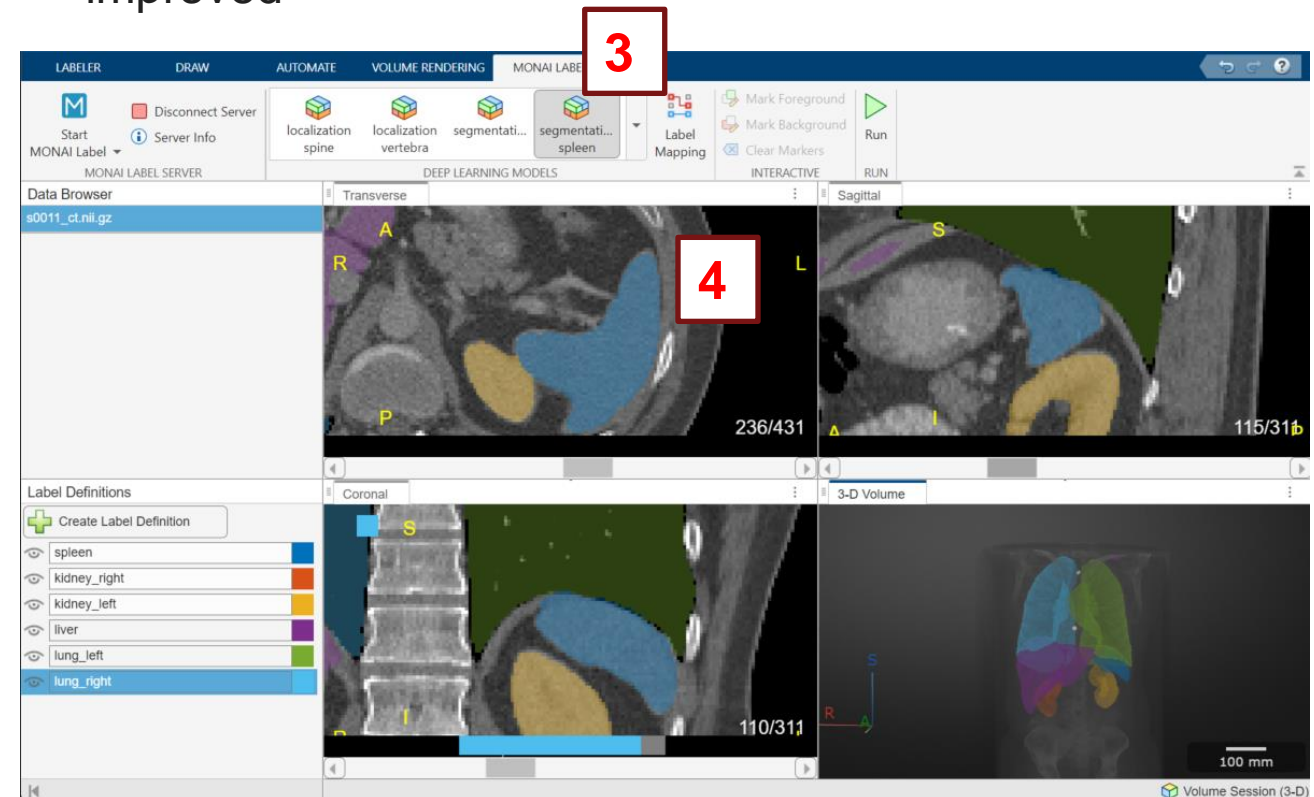 improved
3
LABELER DRAW AUTOMATE VOLUME RENDERING MONAI LABE
Start
MONAI Label
Disconnect Server
Server Info
MONAI LABEL SERVER
localization
spine
localization
vertebra
segmentati...
segmentati...
spleen
DEEP LEARNING MODELS
Label
Mapping
Mark Foreground
Mark Background
Clear Markers
INTERACTIVE
Run
RUN
Data Browser
s0011_ct.nii.gz
Transverse
A
R
L
P
236/431
4
Sagittal
S
I
A
P
115/311
Label Definitions
Create Label Definition
spleen
kidney_right
kidney_left
liver
lung_left
lung_right
Coronal
S
I
110/311
3-D Volume
S
R
A
100 mm
Volume Session (3-D)